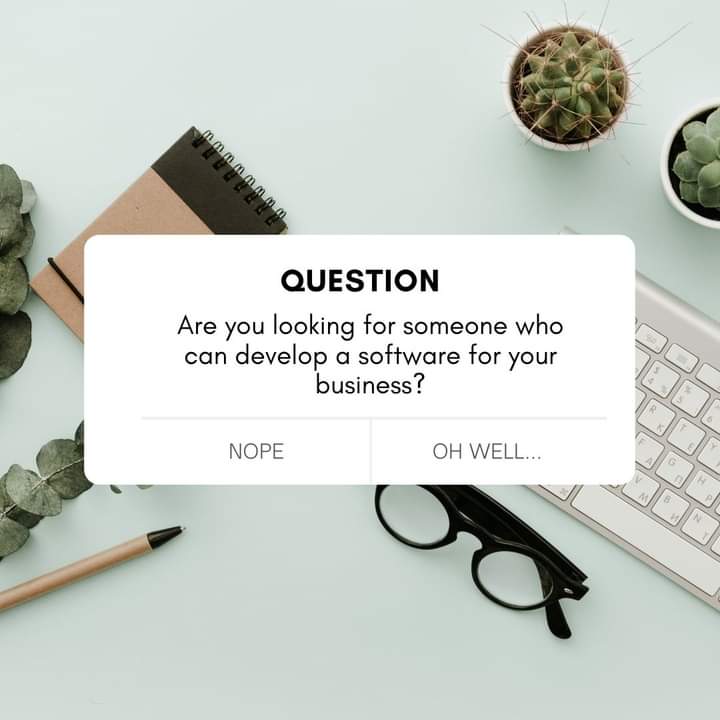 QUESTION
Are you looking for someone who
can develop a software for your
business?
NOPE
OH WELL...